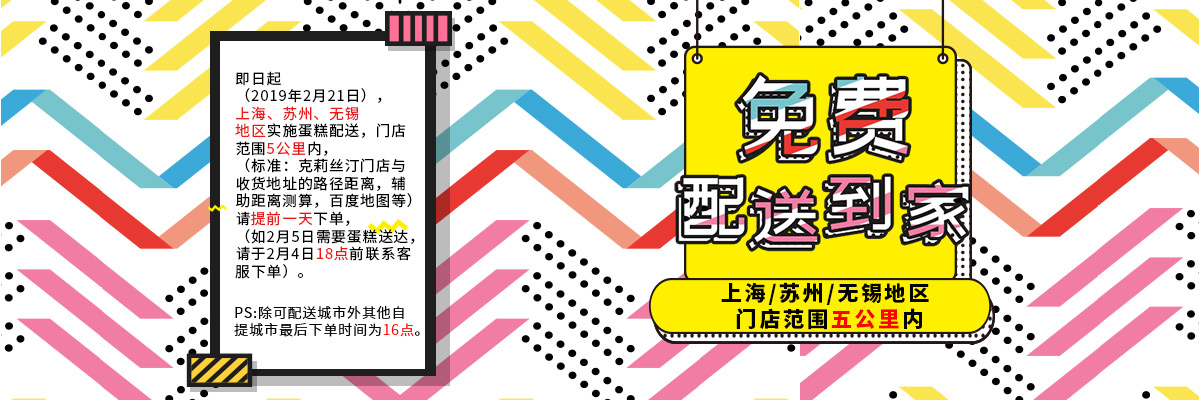 即日起
（2019年2月21日），
上海、苏州、无锡
地区实施蛋糕配送，门店
范围5公里内，
（标准：克莉丝汀门店与
收货地址的路径距离，辅
助距离测算，百度地图等）
请提前一天下单，
（如2月5日需要蛋糕送达，
请于2月4日18点前联系客
服下单）。
PS:除可配送城市外其他自
提城市最后下单时间为16点。
免费
配送到家
上海/苏州/无锡地区
门店范围五公里内